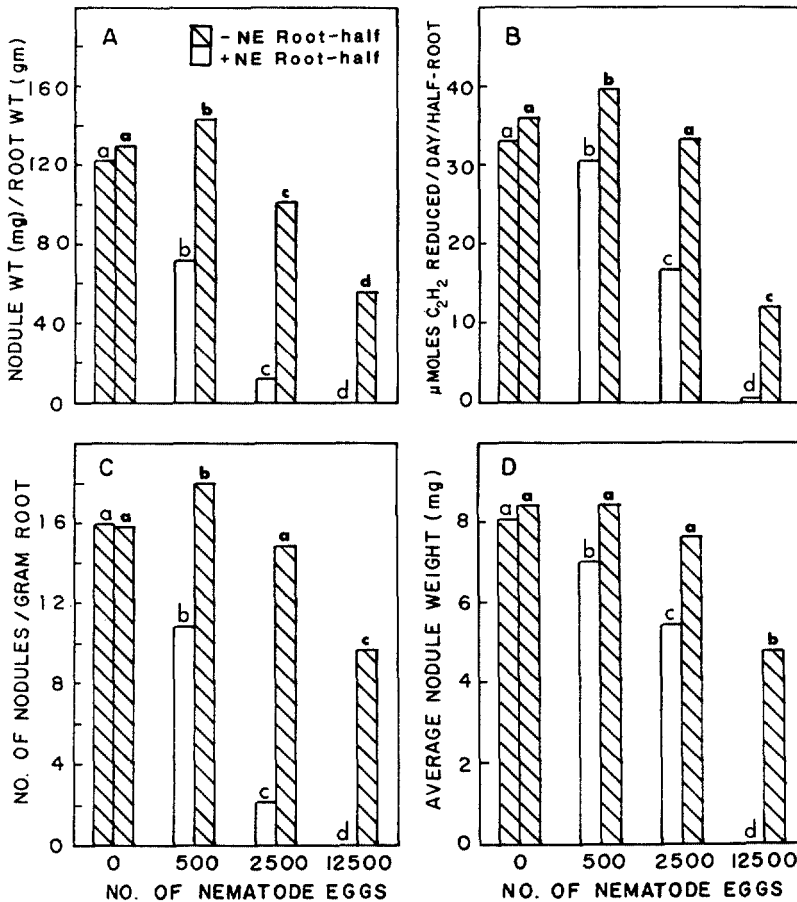 A
- NE Root-half
+ NE Root-half
NODULE WT (mg) / ROOT WT (gm)
160
120
80
40
0
a
a
b
b
c
c
d
d
B
µMOLES C₂H₂ REDUCED / DAY / HALF-ROOT
40
30
20
10
0
a
a
b
b
c
a
d
c
C
NO. OF NODULES / GRAM ROOT
16
12
8
4
0
a
a
b
b
c
a
d
c
0 500 2500 12500
NO. OF NEMATODE EGGS
D
AVERAGE NODULE WEIGHT (mg)
8
6
4
2
0
a
a
b
a
c
a
d
b
0 500 2500 12500
NO. OF NEMATODE EGGS